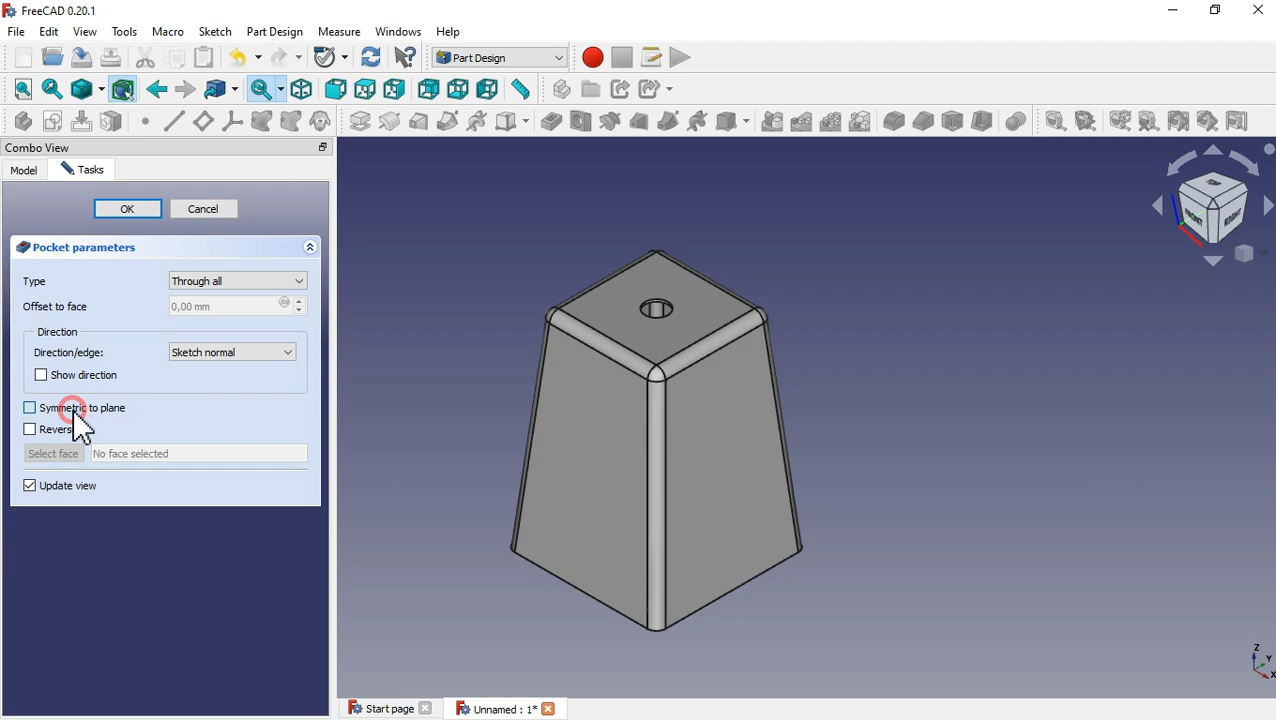 FreeCAD 0.20.1
File Edit View Tools Macro Sketch Part Design Measure Windows Help
Part Design
Combo View
Model Tasks
OK Cancel
Pocket parameters
Type Through all
Offset to face 0,00 mm
Direction
Direction/edge: Sketch normal
Show direction
Symmetric to plane
Select face No face selected
Update view
FRONT RIGHT
Z
Y
X
Start page Unnamed : 1*